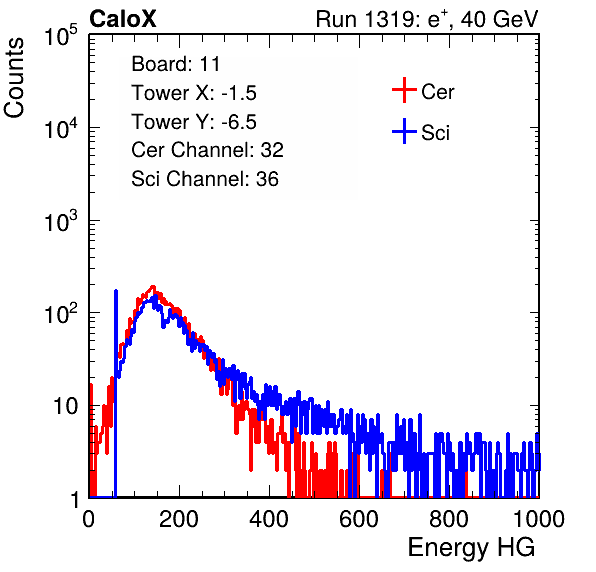 CaloX Run 1319: e⁺, 40 GeV
Counts
Board: 11
Tower X: -1.5
Tower Y: -6.5
Cer Channel: 32
Sci Channel: 36
Cer
Sci
10⁵
10⁴
10³
10²
10
1
0 200 400 600 800 1000
Energy HG